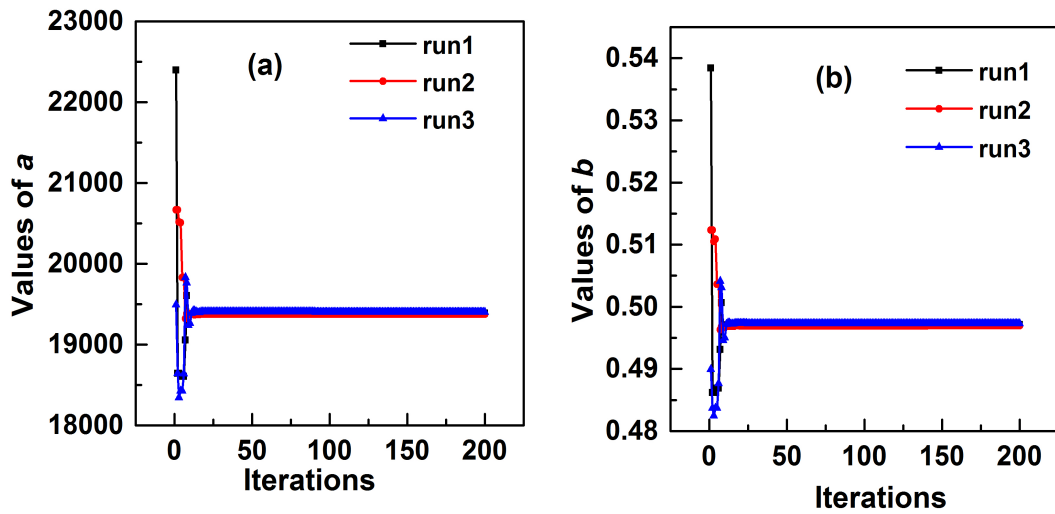 (a)
run1
run2
run3
23000
22000
21000
20000
19000
18000
Values of a
0
50
100
150
200
Iterations
(b)
run1
run2
run3
0.54
0.53
0.52
0.51
0.50
0.49
0.48
Values of b
0
50
100
150
200
Iterations